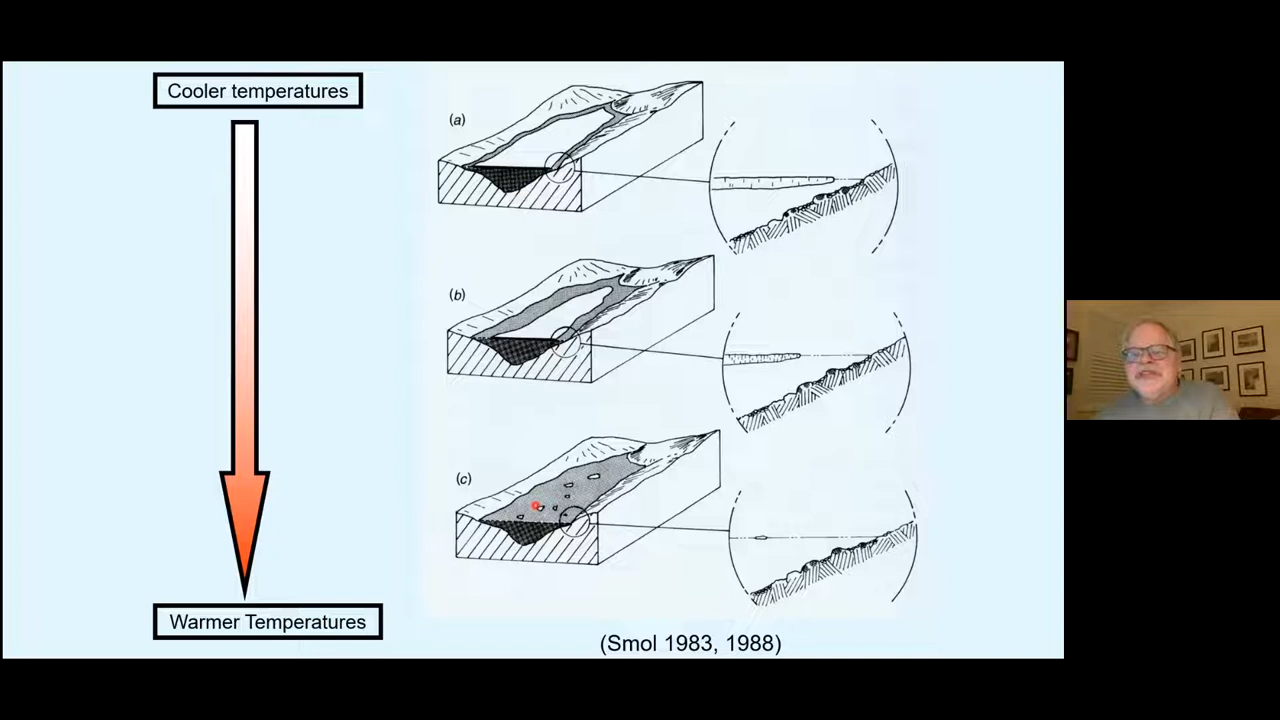 Cooler temperatures
(a)
(b)
(c)
Warmer Temperatures
(Smol 1983, 1988)